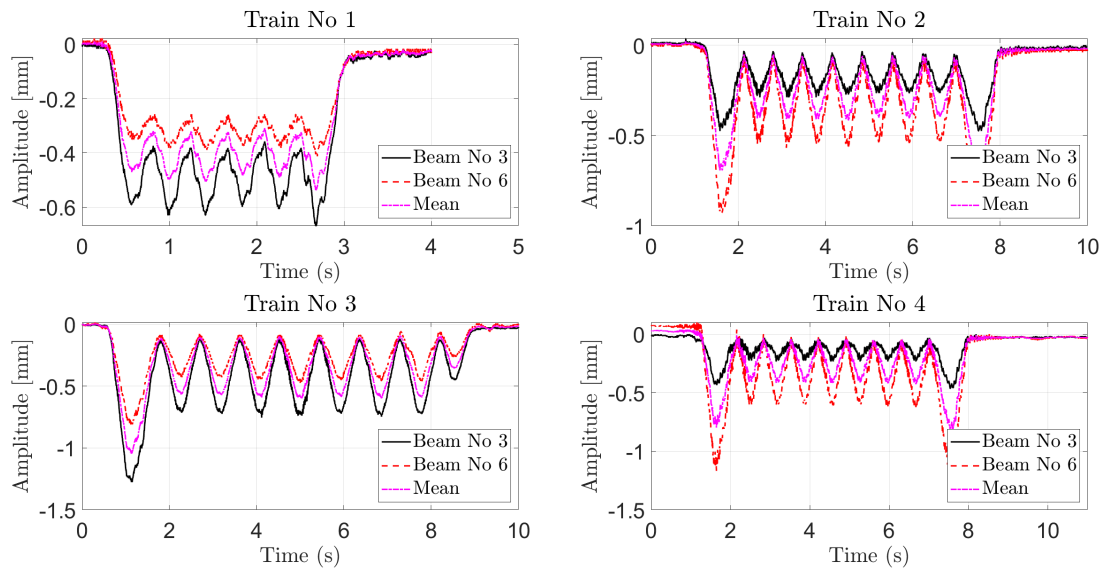 Train No 1
Amplitude [mm]
0
-0.2
-0.4
-0.6
Beam No 3
Beam No 6
Mean
0 1 2 3 4 5
Time (s)
Train No 2
Amplitude [mm]
0
-0.5
-1
Beam No 3
Beam No 6
Mean
0 2 4 6 8 10
Time (s)
Train No 3
Amplitude [mm]
0
-0.5
-1
-1.5
Beam No 3
Beam No 6
Mean
0 2 4 6 8 10
Time (s)
Train No 4
Amplitude [mm]
0
-0.5
-1
-1.5
Beam No 3
Beam No 6
Mean
0 2 4 6 8 10
Time (s)